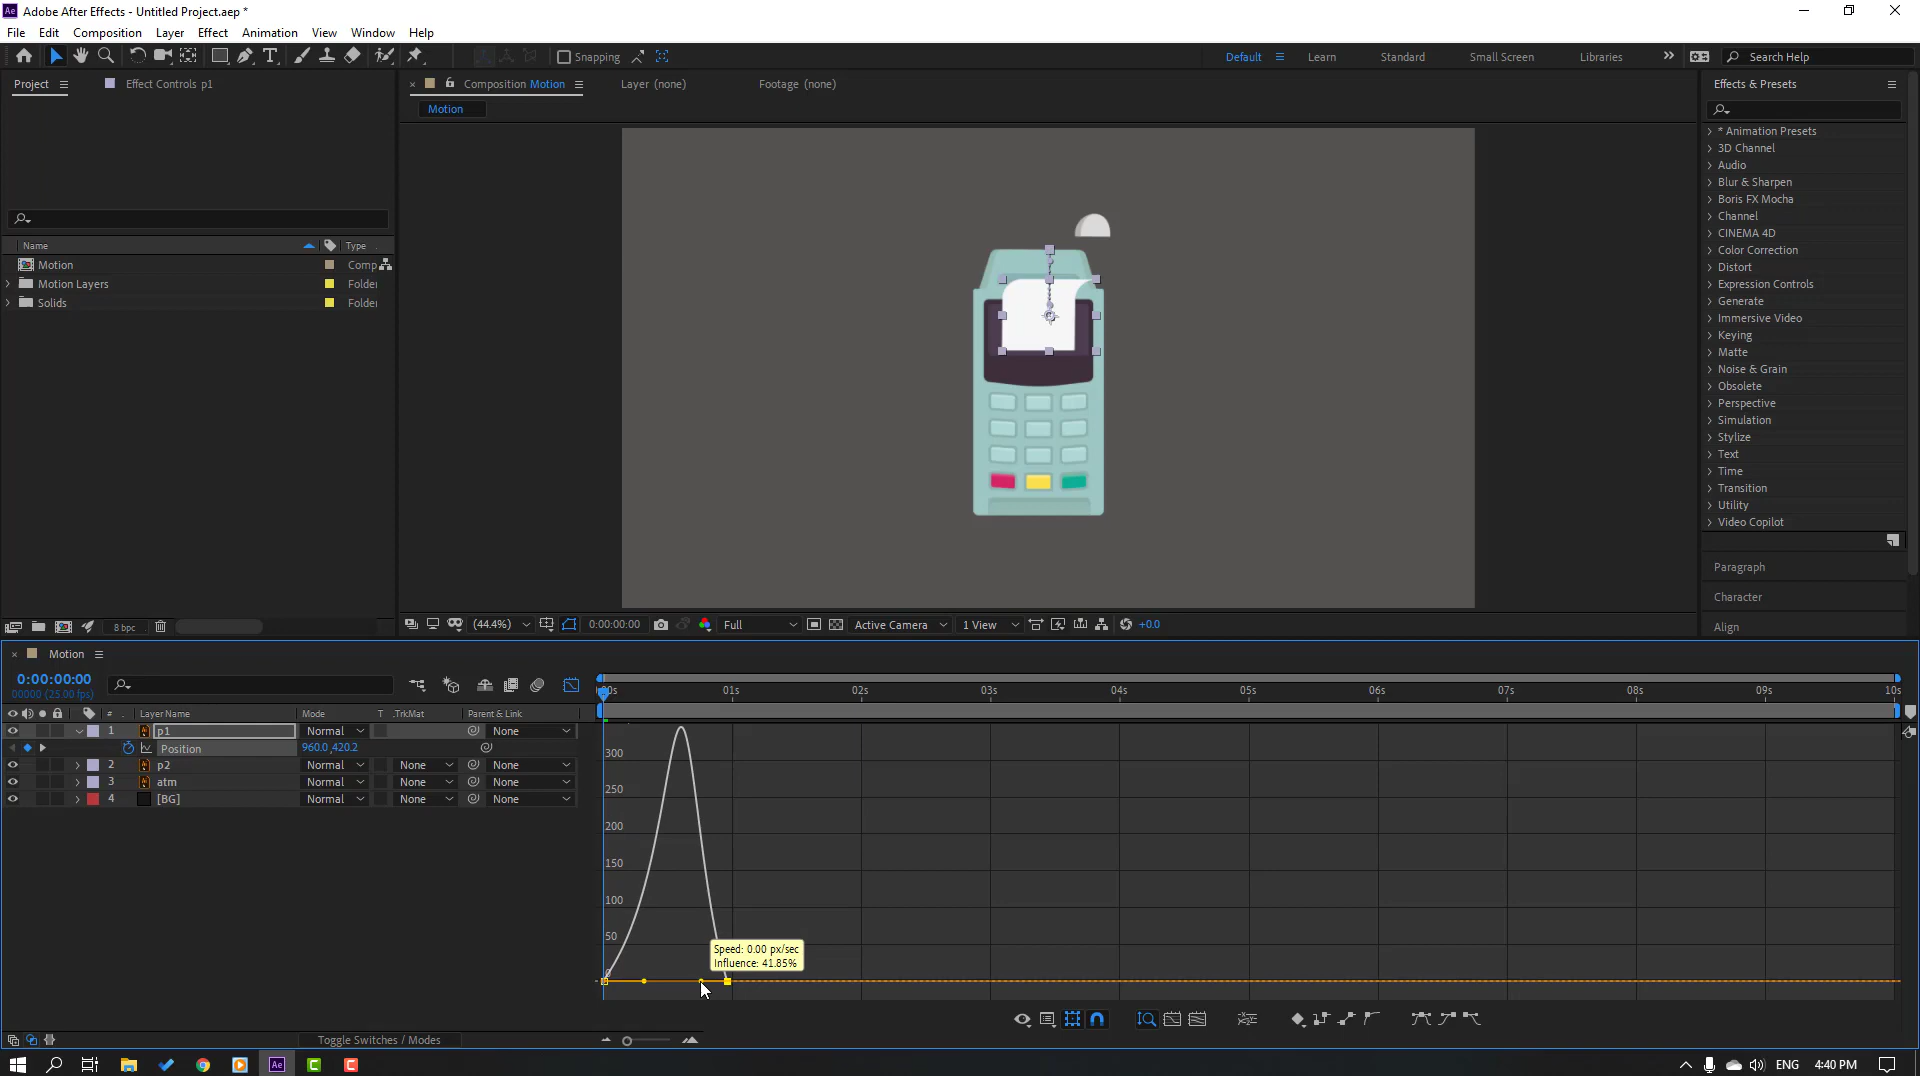 Adobe After Effects - Untitled Project.aep *
File Edit Composition Layer Effect Animation View Window Help
Snapping
Default
Learn
Standard
Small Screen
Libraries
Search Help
Project
Effect Controls p1
Composition Motion
Layer (none)
Footage (none)
Effects & Presets
Motion
* Animation Presets
3D Channel
Audio
Blur & Sharpen
Boris FX Mocha
Channel
CINEMA 4D
Color Correction
Distort
Expression Controls
Generate
Immersive Video
Keying
Matte
Noise & Grain
Obsolete
Perspective
Simulation
Stylize
Text
Time
Transition
Utility
Video Copilot
Paragraph
Character
Align
Name Type
Motion Comp
Motion Layers Folder
Solids Folder
8 bpc
(44.4%) 0:00:00:00 Full Active Camera 1 View +0.0
Motion
0:00:00:00
00000 (25.00 fps)
# Layer Name Mode T .TrkMat Parent & Link
1 p1 Normal None
Position 960.0,420.2
2 p2 Normal None None
3 atm Normal None None
4 [BG] Normal None None
00s 01s 02s 03s 04s 05s 06s 07s 08s 09s 10s
300
250
200
150
100
50
0
Speed: 0.00 px/sec
Influence: 41.85%
Toggle Switches / Modes
Ae
ENG
4:40 PM